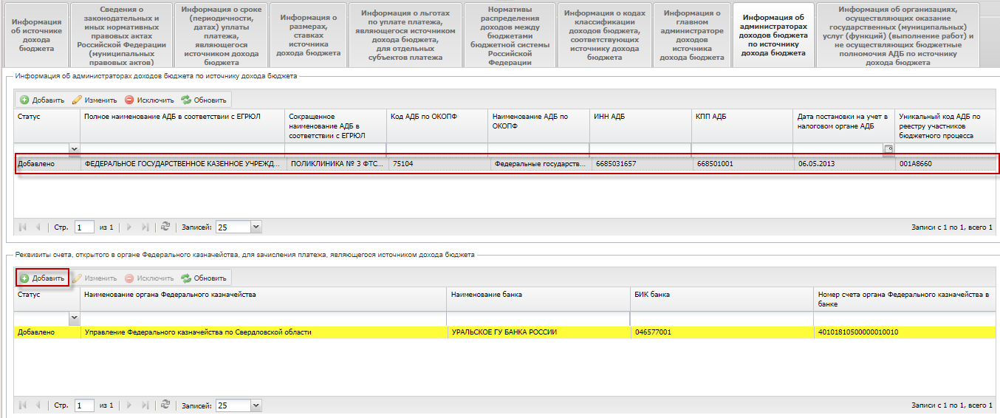 Информация
об источнике
дохода
бюджета
Сведения о
законодательных и
иных нормативных
правовых актах
Российской Федерации
(муниципальных
правовых актов)
Информация о сроке
(периодичности,
датах) уплаты
платежа,
являющегося
источником дохода
бюджета
Информация о
размерах,
ставках
источника
дохода бюджета
Информация о льготах
по уплате платежа,
являющегося источником
дохода бюджета,
для отдельных
субъектов платежа
Нормативы
распределения
доходов между
бюджетами
бюджетной системы
Российской
Федерации
Информация о кодах
классификации
доходов бюджета,
соответствующих
источнику дохода
бюджета
Информация о
главном
администраторе
доходов
источника
дохода бюджета
Информация об
администраторах
доходов бюджета
по источнику
дохода бюджета
Информация об организациях,
осуществляющих оказание
государственных (муниципальных)
услуг (функций) (выполнение работ) и
не осуществляющих бюджетные
полномочия АДБ по источнику
дохода бюджета
Информация об администраторах доходов бюджета по источнику дохода бюджета
Добавить Изменить Исключить Обновить
Статус
Полное наименование АДБ в соответствии с ЕГРЮЛ
Сокращенное
наименование АДБ в
соответствии с ЕГРЮЛ
Код АДБ по ОКОПФ
Наименование АДБ по
ОКОПФ
ИНН АДБ
КПП АДБ
Дата постановки на учет в
налоговом органе АДБ
Уникальный код АДБ по
реестру участников
бюджетного процесса
Добавлено ФЕДЕРАЛЬНОЕ ГОСУДАРСТВЕННОЕ КАЗЕННОЕ УЧРЕЖД... ПОЛИКЛИНИКА № 3 ФТС... 75104 Федеральные государств... 6685031657 668501001 06.05.2013 001A8660
Стр. 1 из 1 Записей: 25 Записи с 1 по 1, всего 1
Реквизиты счета, открытого в органе Федерального казначейства, для зачисления платежа, являющегося источником дохода бюджета
Добавить Изменить Исключить Обновить
Статус
Наименование органа Федерального казначейства
Наименование банка
БИК банка
Номер счета органа Федерального казначейства в
банке
Добавлено Управление Федерального казначейства по Свердловской области УРАЛЬСКОЕ ГУ БАНКА РОССИИ 046577001 40101810500000010010
Стр. 1 из 1 Записей: 25 Записи с 1 по 1, всего 1